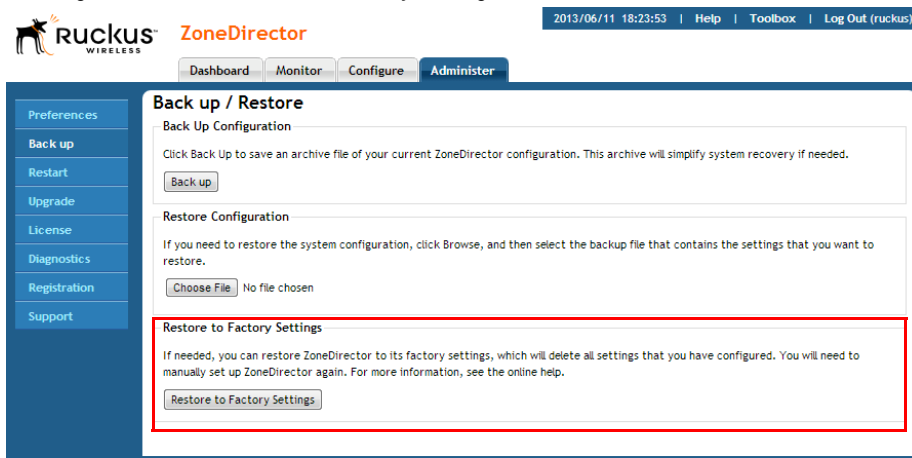 2013/06/11 18:23:53 | Help | Toolbox | Log Out (ruckus)
Ruckus WIRELESS
ZoneDirector
Dashboard Monitor Configure Administer
Preferences
Back up
Restart
Upgrade
License
Diagnostics
Registration
Support
Back up / Restore
Back Up Configuration
Click Back Up to save an archive file of your current ZoneDirector configuration. This archive will simplify system recovery if needed.
Back up
Restore Configuration
If you need to restore the system configuration, click Browse, and then select the backup file that contains the settings that you want to
restore.
Choose File No file chosen
Restore to Factory Settings
If needed, you can restore ZoneDirector to its factory settings, which will delete all settings that you have configured. You will need to
manually set up ZoneDirector again. For more information, see the online help.
Restore to Factory Settings